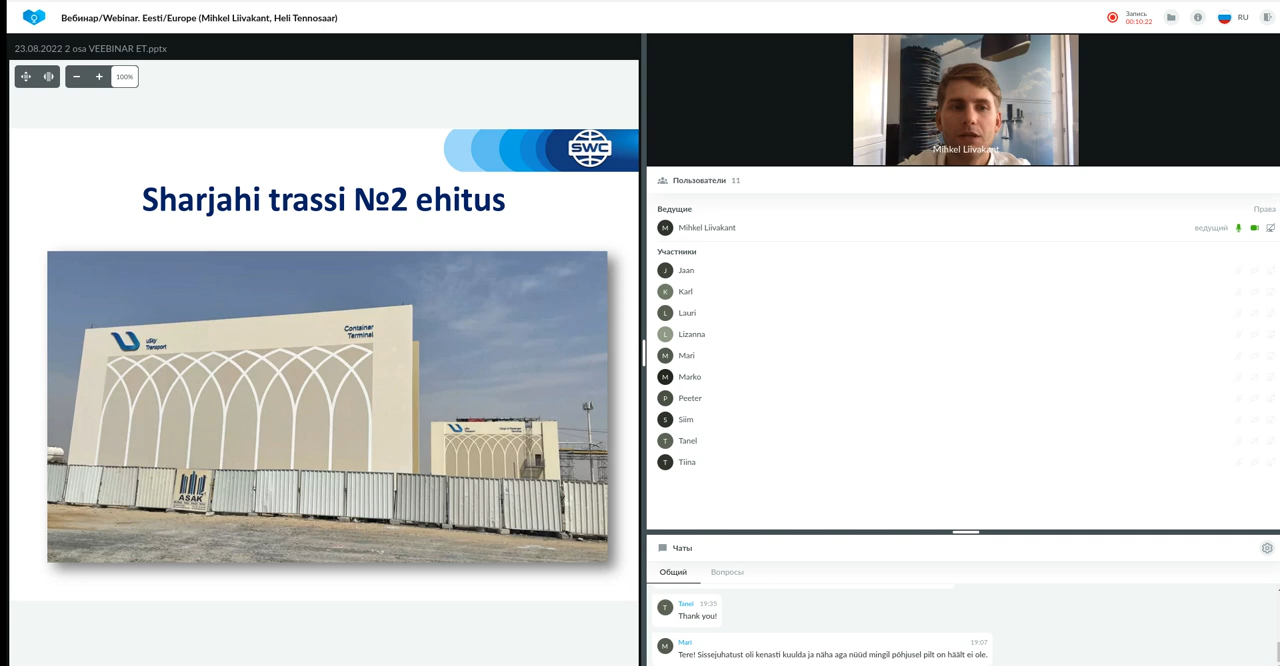 Вебинар/Webinar. Eesti/Europe (Mihkel Liivakant, Heli Tennosaar)
Запись
00:10:22
RU
23.08.2022 2 osa VEEBINAR ET.pptx
100%
SWC
Sharjahi trassi №2 ehitus
uSky
Transport
Container
Terminal
uSky
Transport
ASAK
Mihkel Liivakant
Пользователи 11
Ведущие
Права
M
Mihkel Liivakant
ведущий
Участники
J
Jaan
K
Karl
L
Lauri
L
Lizanna
M
Mari
M
Marko
P
Peeter
S
Siim
T
Tanel
T
Tiina
Чаты
Общий
Вопросы
T
Tanel 19:35
Thank you!
M
Mari 19:07
Tere! Sissejuhatust oli kenasti kuulda ja näha aga nüüd mingil põhjusel pilt on häält ei ole.